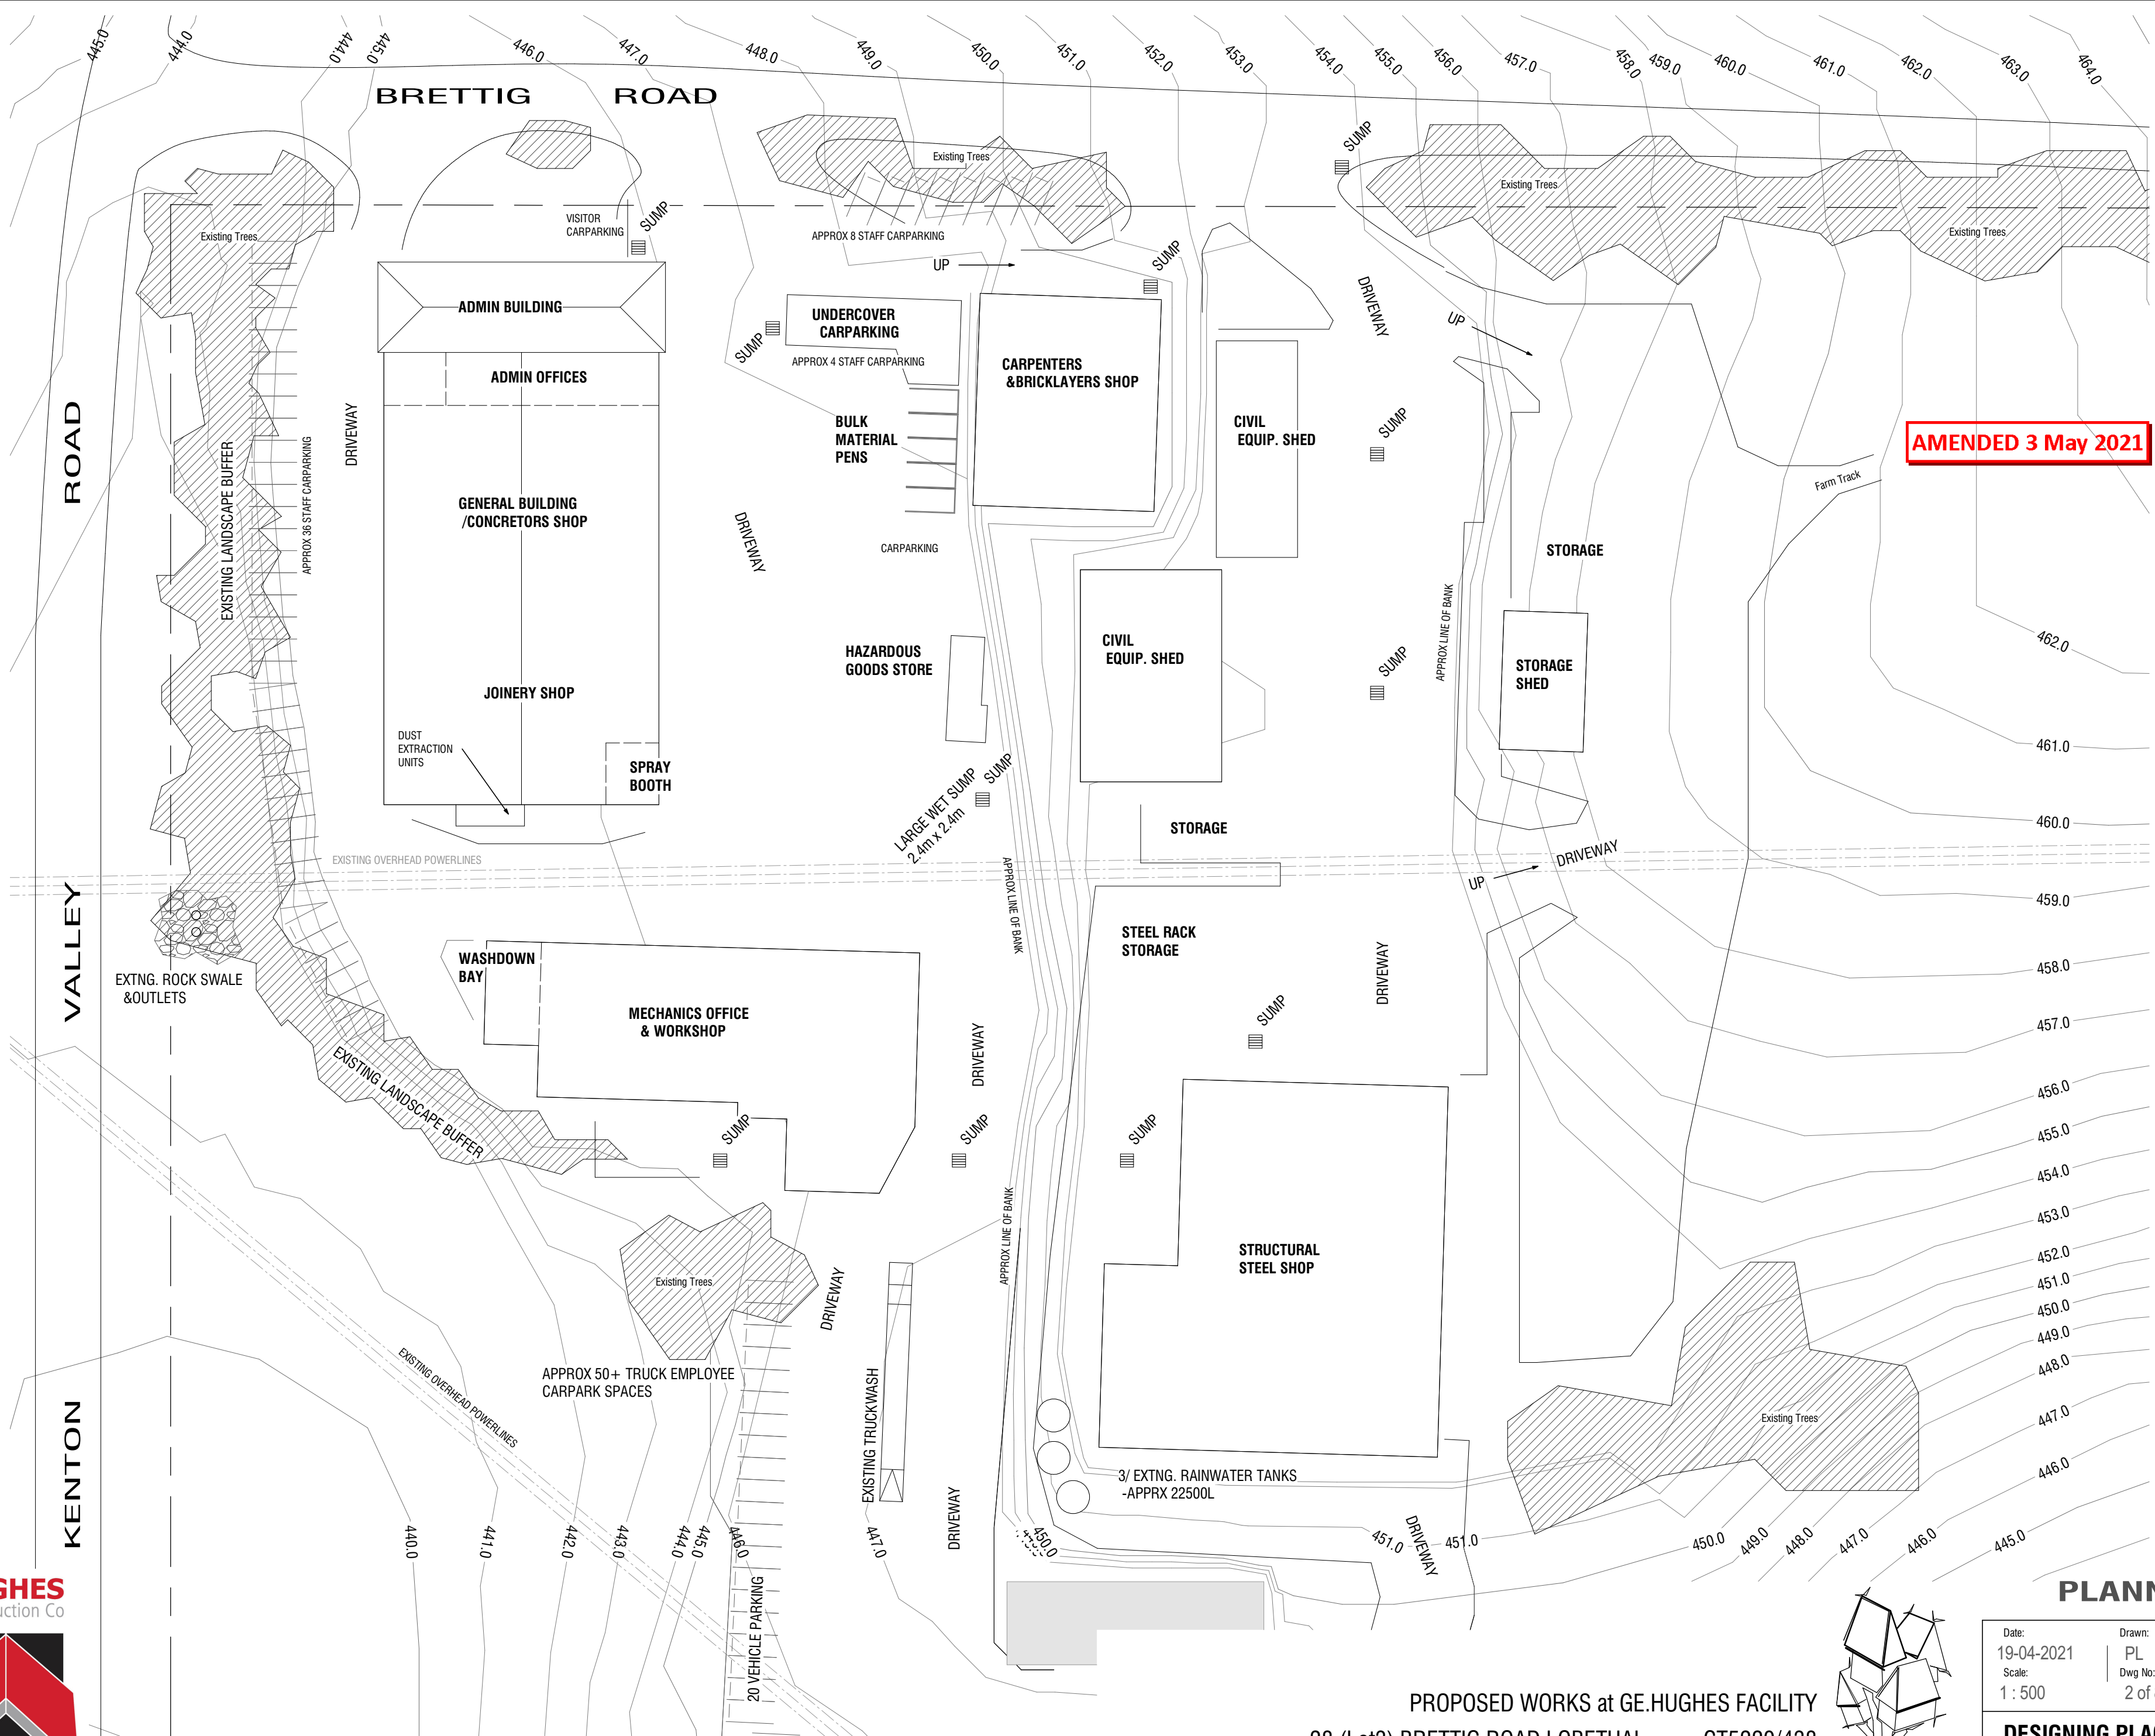 445.0
444.0
444.0
445.0
446.0
447.0
448.0
449.0
450.0
451.0
452.0
453.0
454.0
455.0
456.0
457.0
458.0
459.0
460.0
461.0
462.0
463.0
464.0
BRETTIG ROAD
SUMP
Existing Trees
Existing Trees
Existing Trees
Existing Trees
VISITOR
CARPARKING
SUMP
APPROX 8 STAFF CARPARKING
UP
SUMP
DRIVEWAY
UP
ADMIN BUILDING
UNDERCOVER
CARPARKING
SUMP
APPROX 4 STAFF CARPARKING
CARPENTERS
&BRICKLAYERS SHOP
ADMIN OFFICES
DRIVEWAY
BULK
MATERIAL
PENS
CIVIL
EQUIP. SHED
SUMP
AMENDED 3 May 2021
Farm Track
ROAD
EXISTING LANDSCAPE BUFFER
APPROX 36 STAFF CARPARKING
GENERAL BUILDING
/CONCRETORS SHOP
DRIVEWAY
CARPARKING
STORAGE
APPROX LINE OF BANK
HAZARDOUS
GOODS STORE
CIVIL
EQUIP. SHED
SUMP
STORAGE
SHED
462.0
JOINERY SHOP
DUST
EXTRACTION
UNITS
SPRAY
BOOTH
SUMP
LARGE WET SUMP
2.4m x 2.4m
STORAGE
461.0
460.0
EXISTING OVERHEAD POWERLINES
APPROX LINE OF BANK
UP
DRIVEWAY
459.0
VALLEY
EXTNG. ROCK SWALE
&OUTLETS
WASHDOWN
BAY
MECHANICS OFFICE
& WORKSHOP
STEEL RACK
STORAGE
DRIVEWAY
SUMP
458.0
457.0
DRIVEWAY
EXISTING LANDSCAPE BUFFER
SUMP
SUMP
SUMP
456.0
455.0
454.0
453.0
452.0
451.0
450.0
449.0
448.0
447.0
446.0
APPROX LINE OF BANK
STRUCTURAL
STEEL SHOP
Existing Trees
DRIVEWAY
EXISTING OVERHEAD POWERLINES
APPROX 50+ TRUCK EMPLOYEE
CARPARK SPACES
EXISTING TRUCKWASH
Existing Trees
KENTON
3/ EXTNG. RAINWATER TANKS
-APPRX 22500L
DRIVEWAY
DRIVEWAY
440.0
441.0
442.0
443.0
444.0
445.0
446.0
447.0
450.0
451.0
451.0
450.0
449.0
448.0
447.0
446.0
445.0
20 VEHICLE PARKING
GHES
uction Co
PLANN
Date:
Drawn:
19-04-2021
PL
Scale:
Dwg No:
1 : 500
2 of
PROPOSED WORKS at GE.HUGHES FACILITY